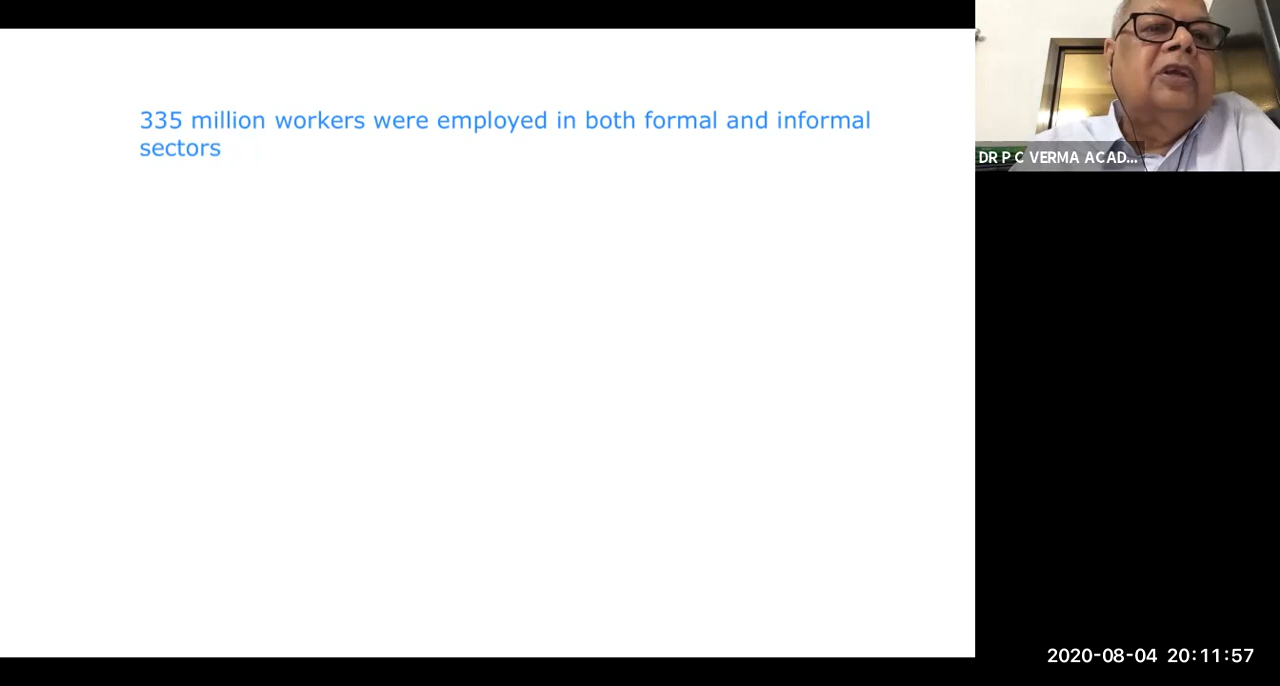 335 million workers were employed in both formal and informal
sectors
DR P C VERMA ACAD...
2020-08-04 20:11:57